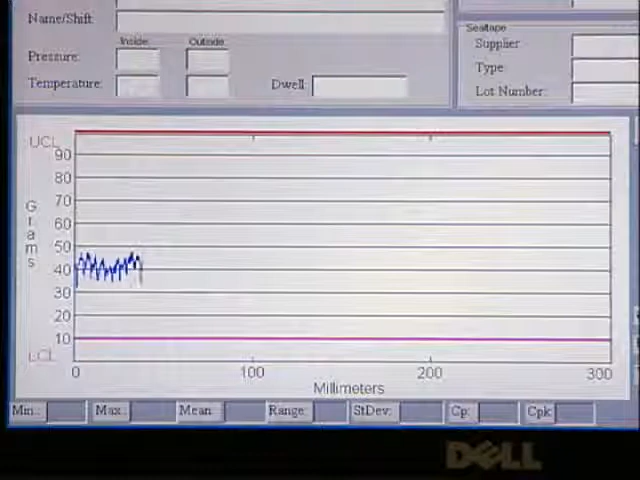 Name/Shift
Inside: Outside
Pressure:
Temperature: Dwell:
Sealtape
Supplier
Type:
Lot Number:
UCL
90
80
70
60
50
40
30
20
10
LCL
Grams
0 100 200 300
Millimeters
Min.: Max.: Mean: Range: StDev: Cp: Cpk:
DELL